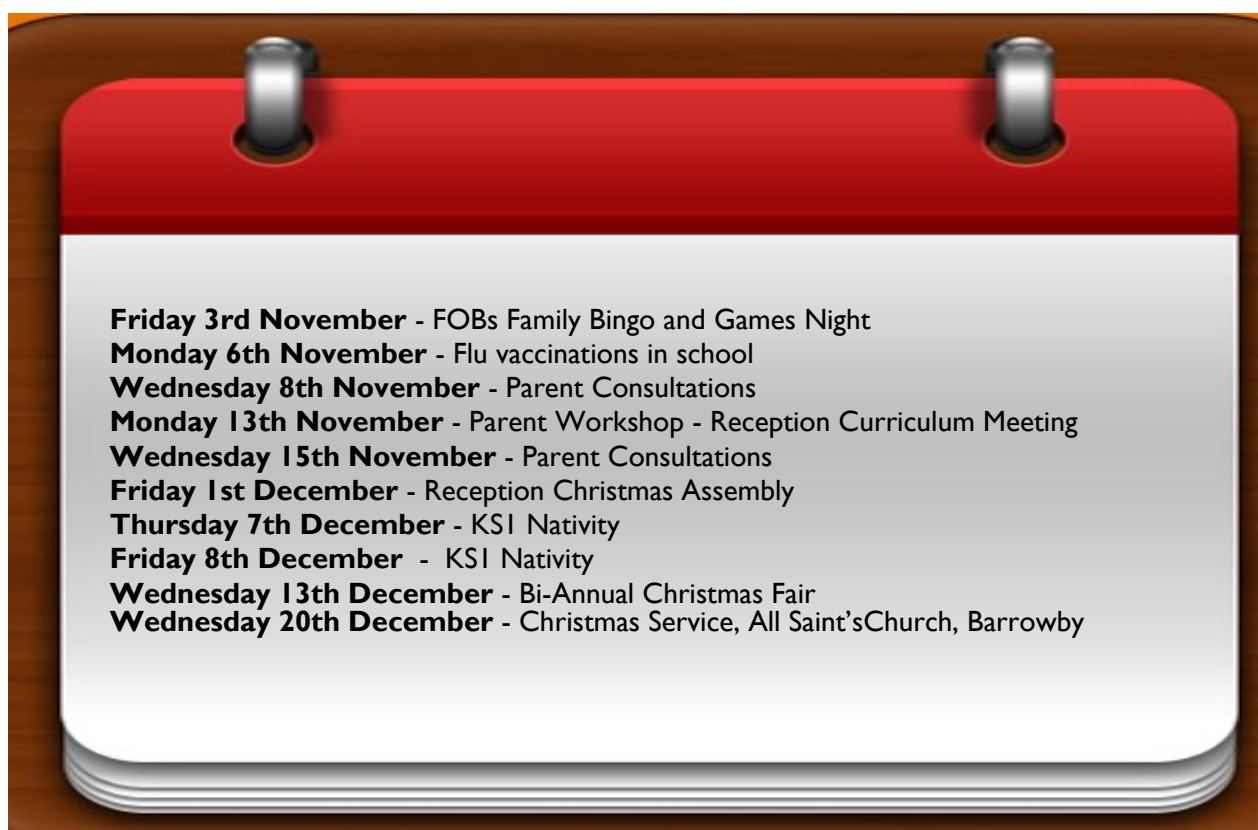 Friday 3rd November - FOBs Family Bingo and Games Night
Monday 6th November - Flu vaccinations in school
Wednesday 8th November - Parent Consultations
Monday 13th November - Parent Workshop - Reception Curriculum Meeting
Wednesday 15th November - Parent Consultations
Friday 1st December - Reception Christmas Assembly
Thursday 7th December - KS1 Nativity
Friday 8th December - KS1 Nativity
Wednesday 13th December - Bi-Annual Christmas Fair
Wednesday 20th December - Christmas Service, All Saint'sChurch, Barrowby